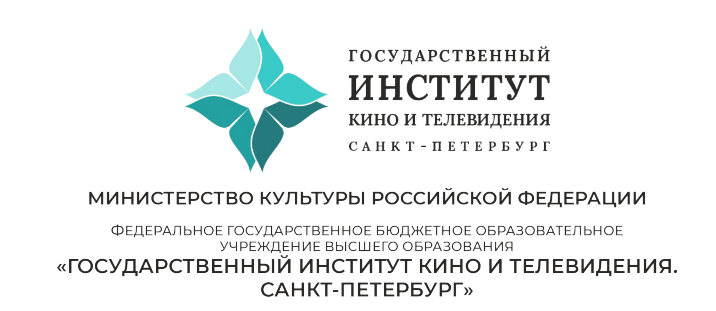 ГОСУДАРСТВЕННЫЙ
ИНСТИТУТ
КИНО И ТЕЛЕВИДЕНИЯ
САНКТ-ПЕТЕРБУРГ
МИНИСТЕРСТВО КУЛЬТУРЫ РОССИЙСКОЙ ФЕДЕРАЦИИ
ФЕДЕРАЛЬНОЕ ГОСУДАРСТВЕННОЕ БЮДЖЕТНОЕ ОБРАЗОВАТЕЛЬНОЕ
УЧРЕЖДЕНИЕ ВЫСШЕГО ОБРАЗОВАНИЯ
«ГОСУДАРСТВЕННЫЙ ИНСТИТУТ КИНО И ТЕЛЕВИДЕНИЯ.
САНКТ-ПЕТЕРБУРГ»